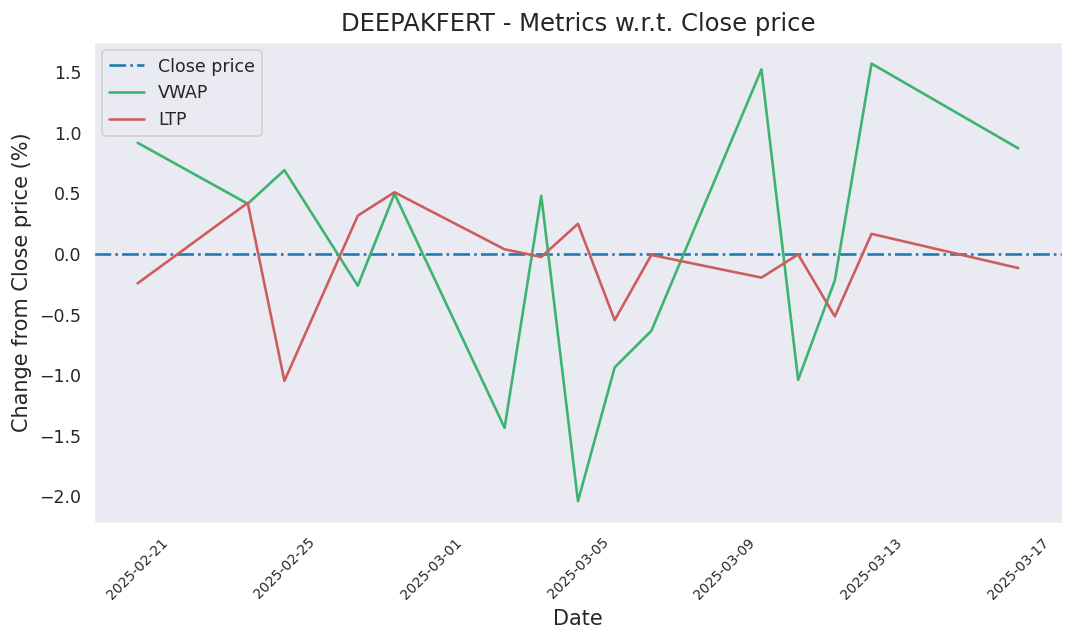 DEEPAKFERT - Metrics w.r.t. Close price
Close price
VWAP
LTP
Change from Close price (%)
1.5
1.0
0.5
0.0
−0.5
−1.0
−1.5
−2.0
2025-02-21
2025-02-25
2025-03-01
2025-03-05
2025-03-09
2025-03-13
2025-03-17
Date